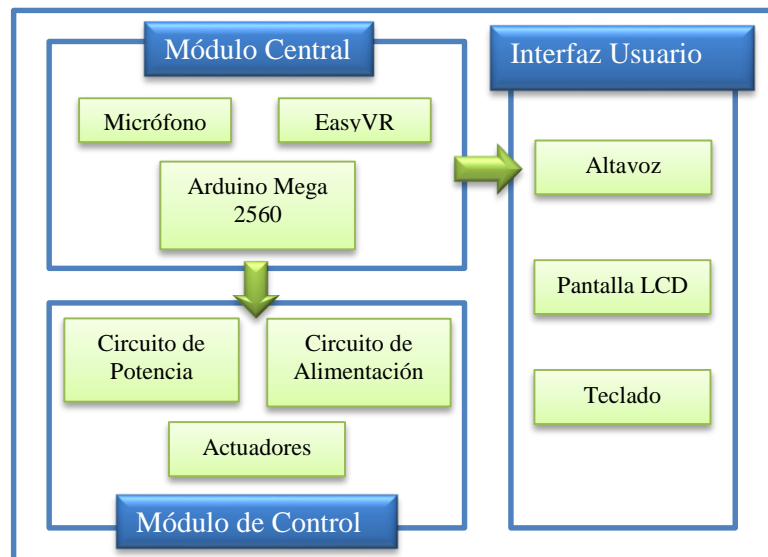 Módulo Central
Micrófono
EasyVR
Arduino Mega
2560
Interfaz Usuario
Altavoz
Pantalla LCD
Teclado
Circuito de
Potencia
Circuito de
Alimentación
Actuadores
Módulo de Control